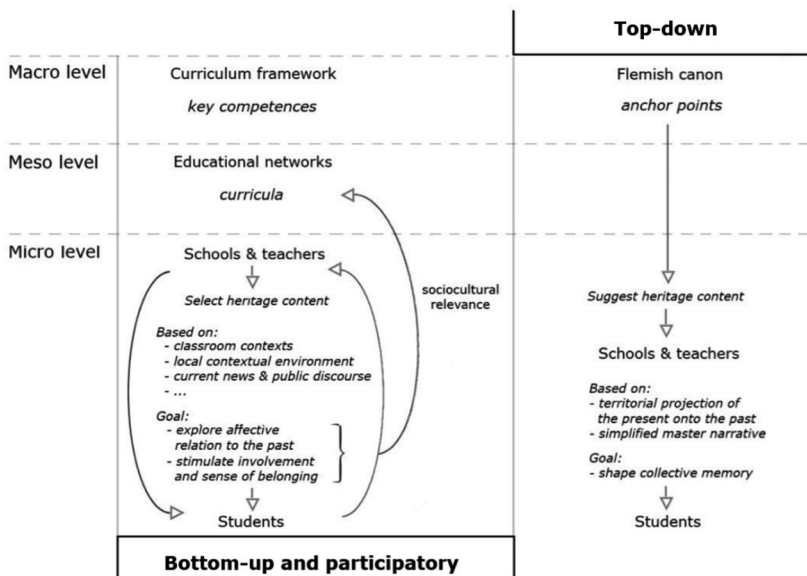 Top-down
Macro level
Curriculum framework
key competences
Flemish canon
anchor points
Meso level
Educational networks
curricula
Micro level
Schools & teachers
Select heritage content
Based on:
- classroom contexts
- local contextual environment
- current news & public discourse
- ...
Goal:
- explore affective
relation to the past
- stimulate involvement
and sense of belonging
Students
sociocultural
relevance
Bottom-up and participatory
Suggest heritage content
Schools & teachers
Based on:
- territorial projection of
the present onto the past
- simplified master narrative
Goal:
- shape collective memory
Students